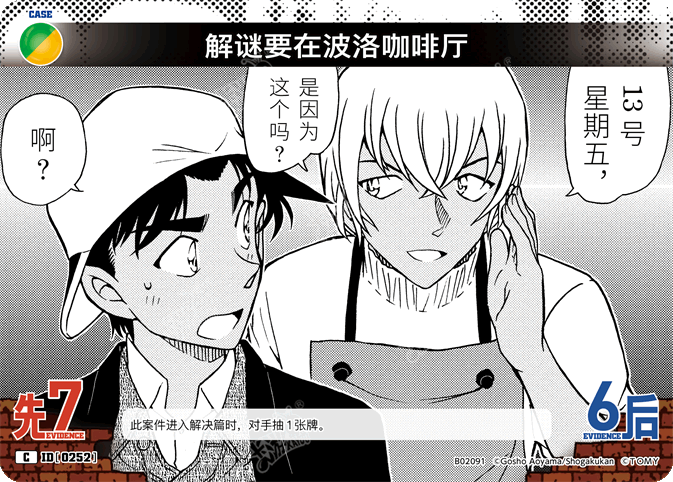 CASE
解谜要在波洛咖啡厅
13号
星期五，
是因为
这个吗？
啊？
先7
EVIDENCE
6后
EVIDENCE
此案件进入解决篇时，对手抽1张牌。
C ID[0252]
B02091 ©Gosho Aoyama/Shogakukan ©TOMY